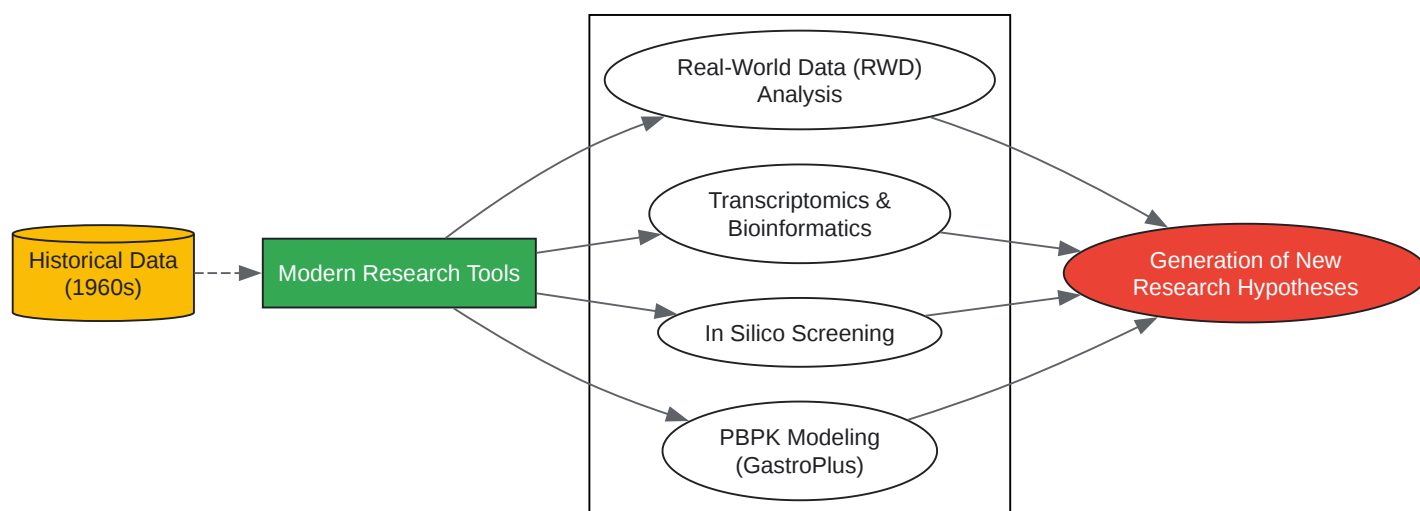 Historical Data
(1960s)
Modern Research Tools
Real-World Data (RWD)
Analysis
Transcriptomics &
Bioinformatics
In Silico Screening
PBPK Modeling
(GastroPlus)
Generation of New
Research Hypotheses